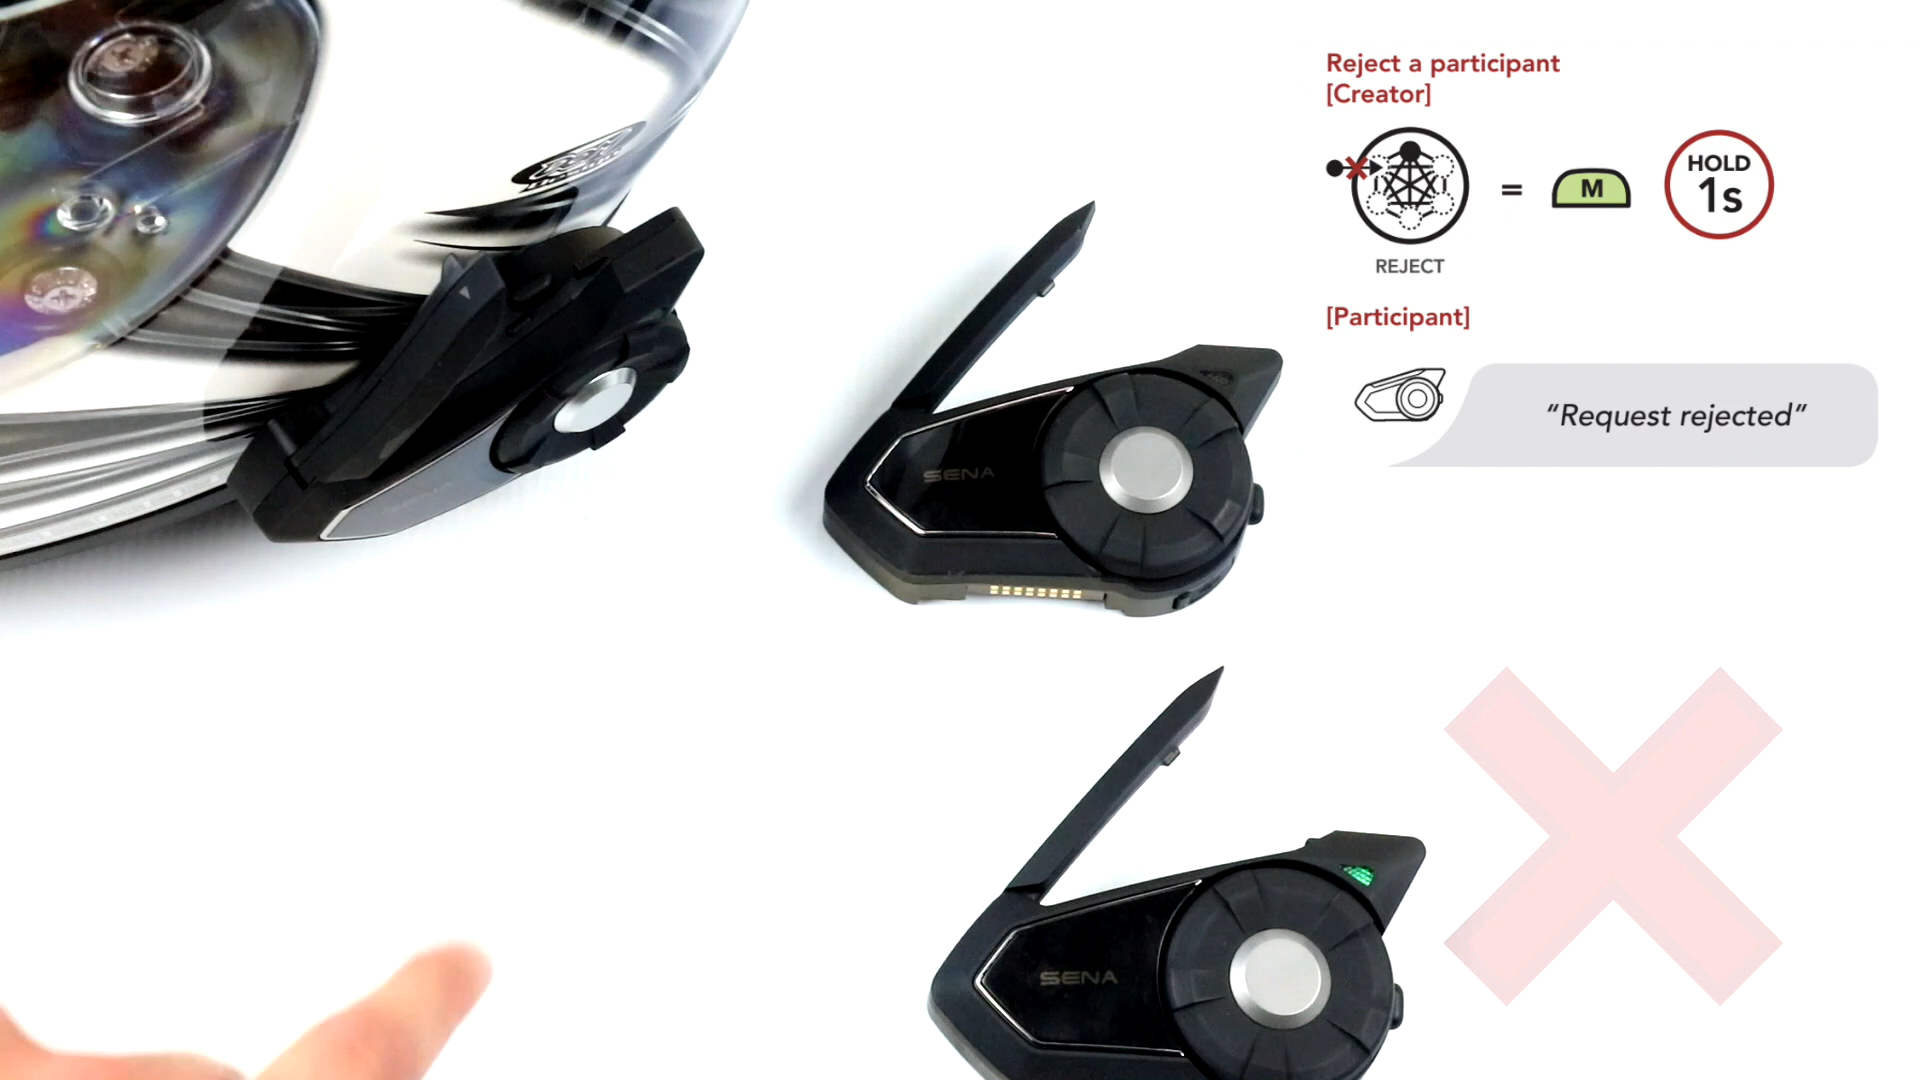 Reject a participant
[Creator]
HOLD
1s
=
M
REJECT
[Participant]
“Request rejected”
SENA
SENA